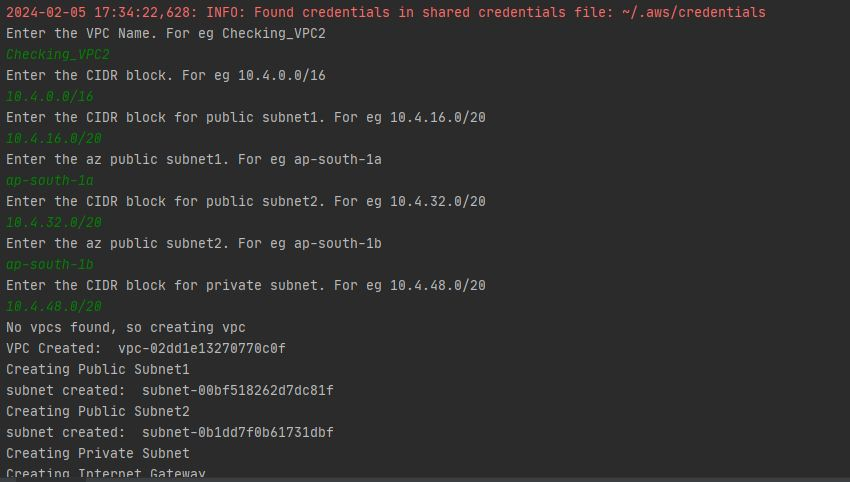 2024-02-05 17:34:22,628: INFO: Found credentials in shared credentials file: ~/.aws/credentials
Enter the VPC Name. For eg Checking_VPC2
Checking_VPC2
Enter the CIDR block. For eg 10.4.0.0/16
10.4.0.0/16
Enter the CIDR block for public subnet1. For eg 10.4.16.0/20
10.4.16.0/20
Enter the az public subnet1. For eg ap-south-1a
ap-south-1a
Enter the CIDR block for public subnet2. For eg 10.4.32.0/20
10.4.32.0/20
Enter the az public subnet2. For eg ap-south-1b
ap-south-1b
Enter the CIDR block for private subnet. For eg 10.4.48.0/20
10.4.48.0/20
No vpcs found, so creating vpc
VPC Created:  vpc-02dd1e13270770c0f
Creating Public Subnet1
subnet created:  subnet-00bf518262d7dc81f
Creating Public Subnet2
subnet created:  subnet-0b1dd7f0b61731dbf
Creating Private Subnet
Creating Internet Gateway